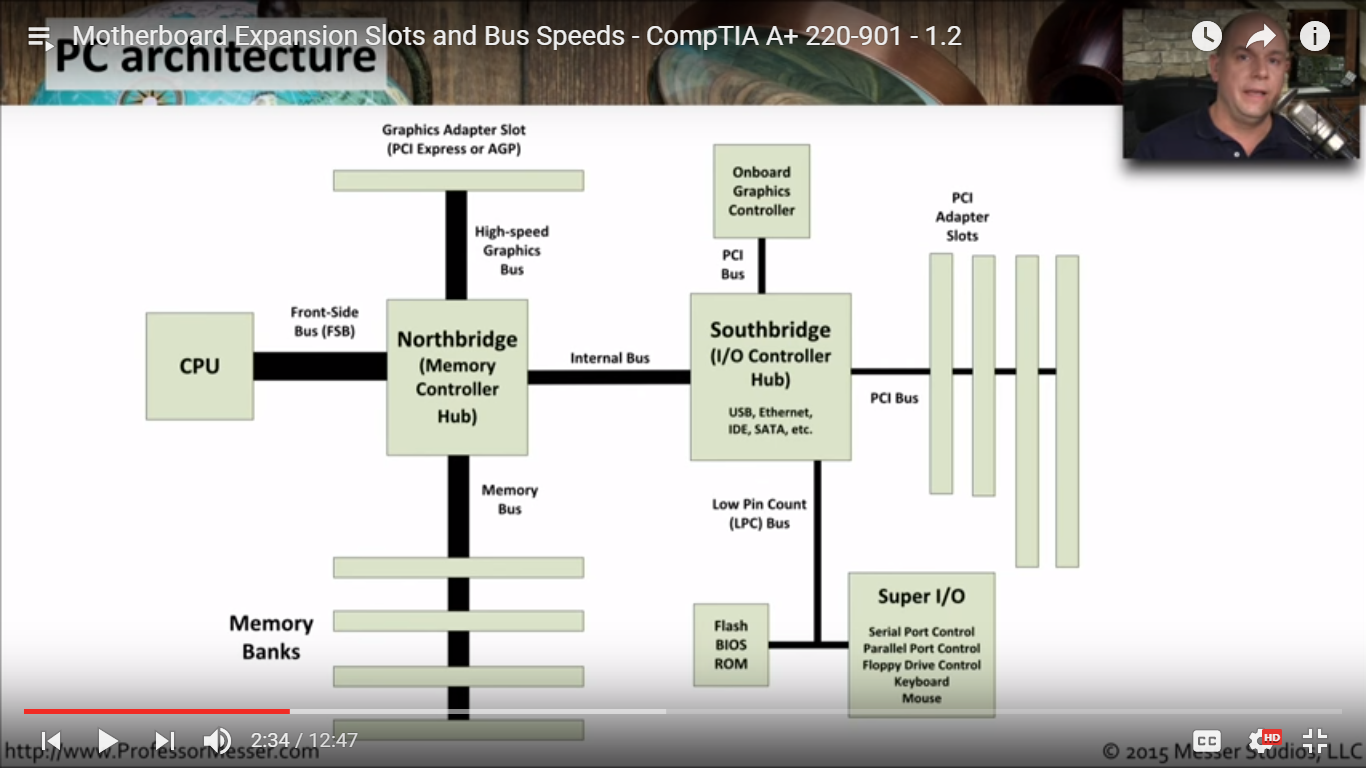 Motherboard Expansion Slots and Bus Speeds - CompTIA A+ 220-901 - 1.2
PC architecture
Graphics Adapter Slot
(PCI Express or AGP)
High-speed
Graphics
Bus
Onboard
Graphics
Controller
PCI
Bus
PCI
Adapter
Slots
Front-Side
Bus (FSB)
CPU
Northbridge
(Memory
Controller
Hub)
Internal Bus
Southbridge
(I/O Controller
Hub)
USB, Ethernet,
IDE, SATA, etc.
PCI Bus
Memory
Bus
Low Pin Count
(LPC) Bus
Memory
Banks
Flash
BIOS
ROM
Super I/O
Serial Port Control
Parallel Port Control
Floppy Drive Control
Keyboard
Mouse
2:34 / 12:47
CC
HD
http://www.ProfessorMesser.com
© 2015 Messer Studios, LLC